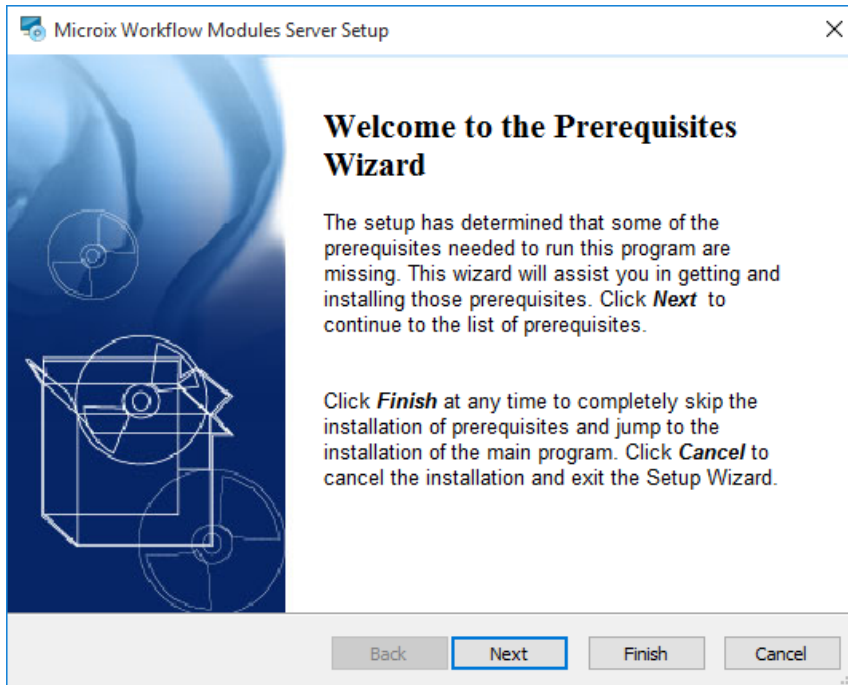 Microix Workflow Modules Server Setup
Welcome to the Prerequisites
Wizard
The setup has determined that some of the
prerequisites needed to run this program are
missing. This wizard will assist you in getting and
installing those prerequisites. Click Next to
continue to the list of prerequisites.
Click Finish at any time to completely skip the
installation of prerequisites and jump to the
installation of the main program. Click Cancel to
cancel the installation and exit the Setup Wizard.
Back Next Finish Cancel